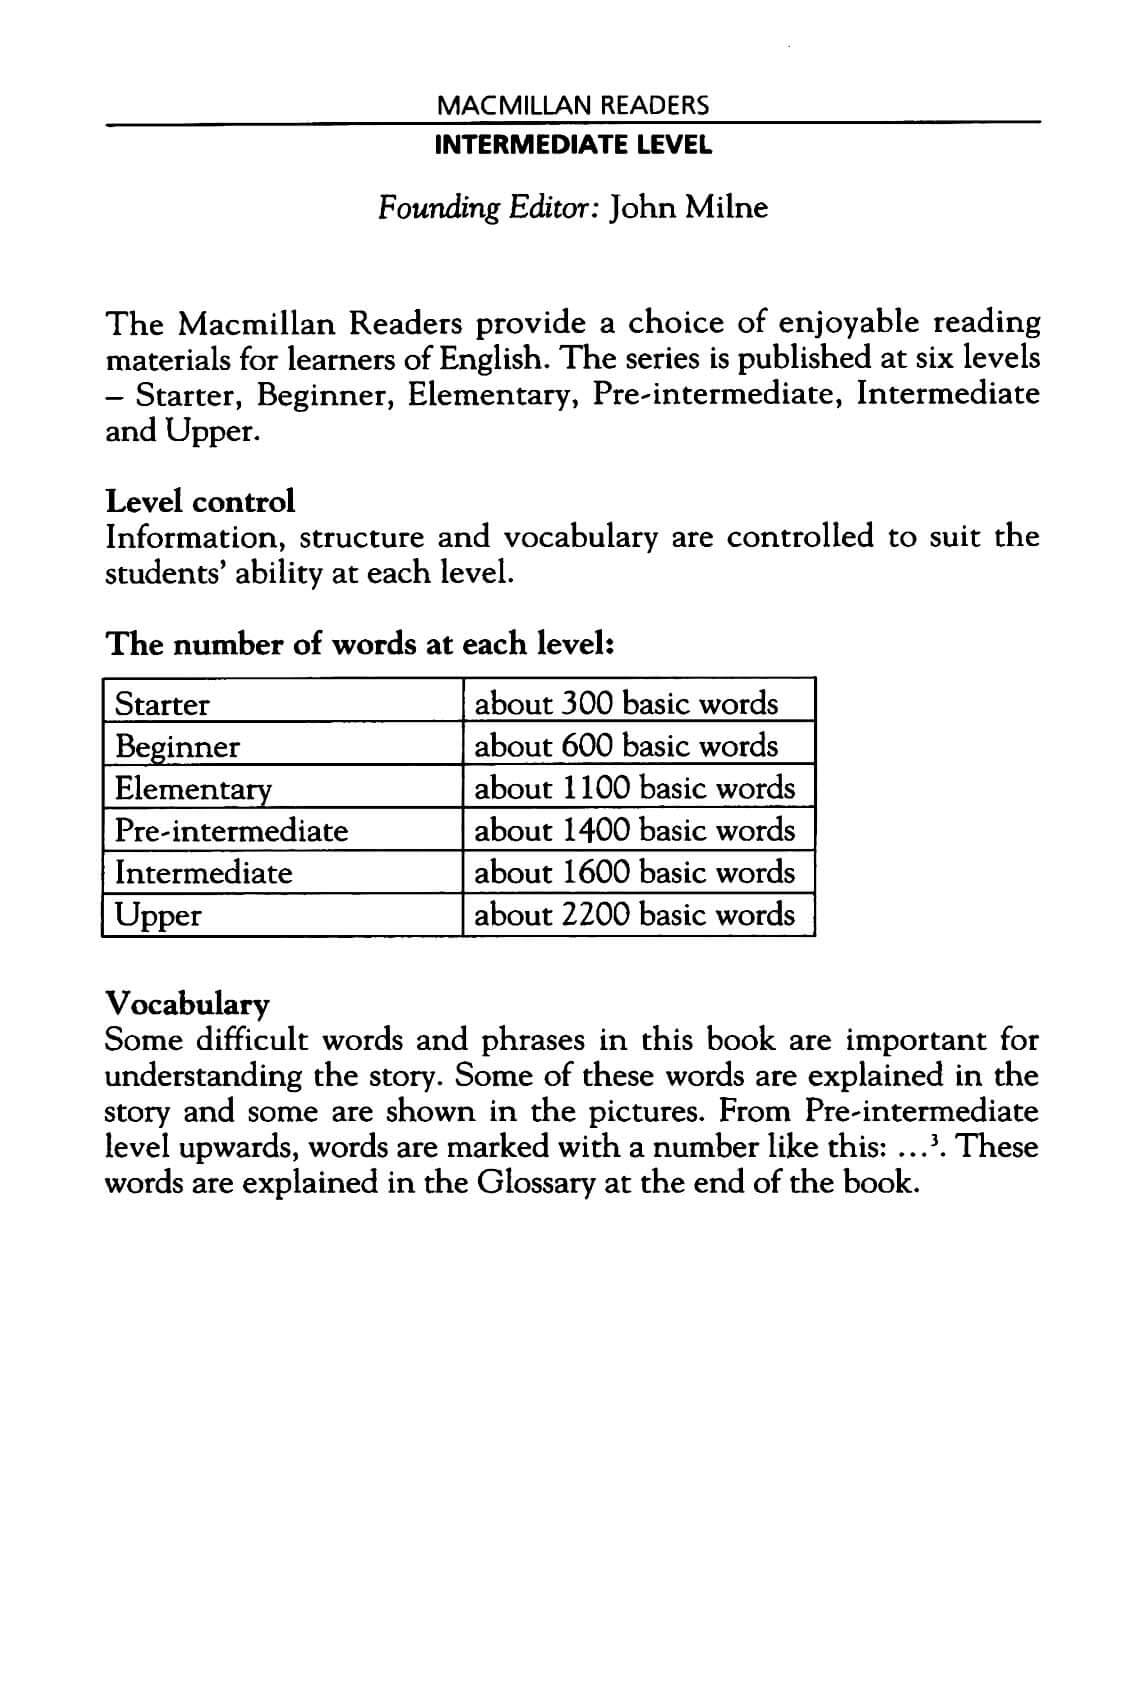 MACMILLAN READERS
INTERMEDIATE LEVEL
Founding Editor: John Milne
The Macmillan Readers provide a choice of enjoyable reading
materials for learners of English. The series is published at six levels
– Starter, Beginner, Elementary, Pre-intermediate, Intermediate
and Upper.
Level control
Information, structure and vocabulary are controlled to suit the
students’ ability at each level.
The number of words at each level:
Starter about 300 basic words
Beginner about 600 basic words
Elementary about 1100 basic words
Pre-intermediate about 1400 basic words
Intermediate about 1600 basic words
Upper about 2200 basic words
Vocabulary
Some difficult words and phrases in this book are important for
understanding the story. Some of these words are explained in the
story and some are shown in the pictures. From Pre-intermediate
level upwards, words are marked with a number like this: ...³. These
words are explained in the Glossary at the end of the book.